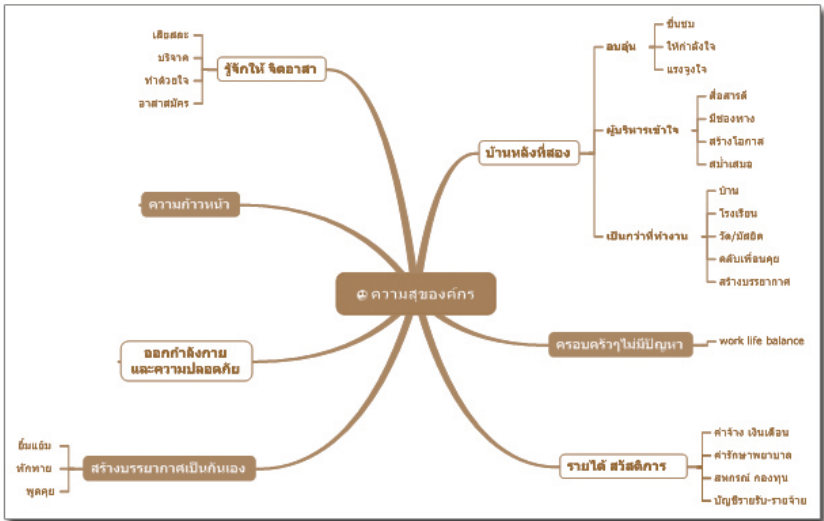 เสียสละ
บริจาค
ทำด้วยใจ
อาสาสมัคร
รู้จักให้ จิตอาสา
ความก้าวหน้า
ออกกำลังกาย
และความปลอดภัย
ยิ้มแย้ม
ทักทาย
พูดคุย
สร้างบรรยากาศเป็นกันเอง
ความสุของค์กร
บ้านหลังที่สอง
อบอุ่น
ชื่นชม
ให้กำลังใจ
แรงจูงใจ
ผู้บริหารเข้าใจ
สื่อสารดี
มีช่องทาง
สร้างโอกาส
สม่ำเสมอ
เป็นกว่าที่ทำงาน
บ้าน
โรงเรียน
วัด/มัสยิด
คลับเพื่อนคุย
สร้างบรรยากาศ
ครอบครัวๆไม่มีปัญหา
work life balance
รายได้ สวัสดิการ
ค่าจ้าง เงินเดือน
ค่ารักษาพยาบาล
สหกรณ์ กองทุน
บัญชีรายรับ-รายจ่าย